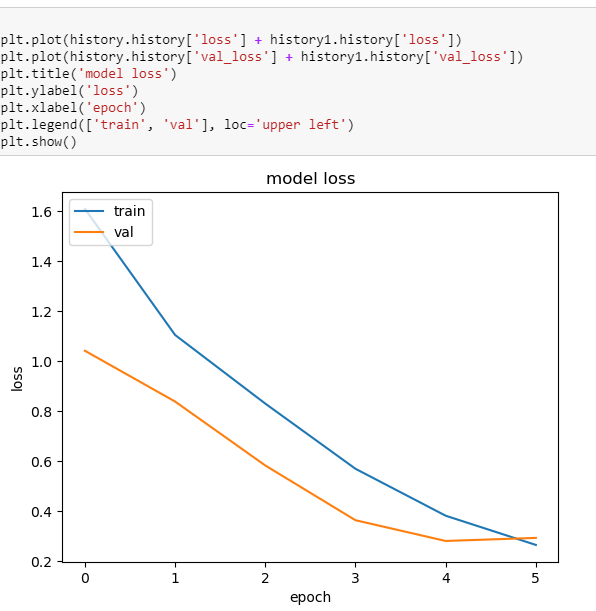 plt.plot(history.history['loss'] + history1.history['loss'])
plt.plot(history.history['val_loss'] + history1.history['val_loss'])
plt.title('model loss')
plt.ylabel('loss')
plt.xlabel('epoch')
plt.legend(['train', 'val'], loc='upper left')
plt.show()
model loss
train
val
1.6
1.4
1.2
1.0
0.8
0.6
0.4
0.2
loss
0 1 2 3 4 5
epoch